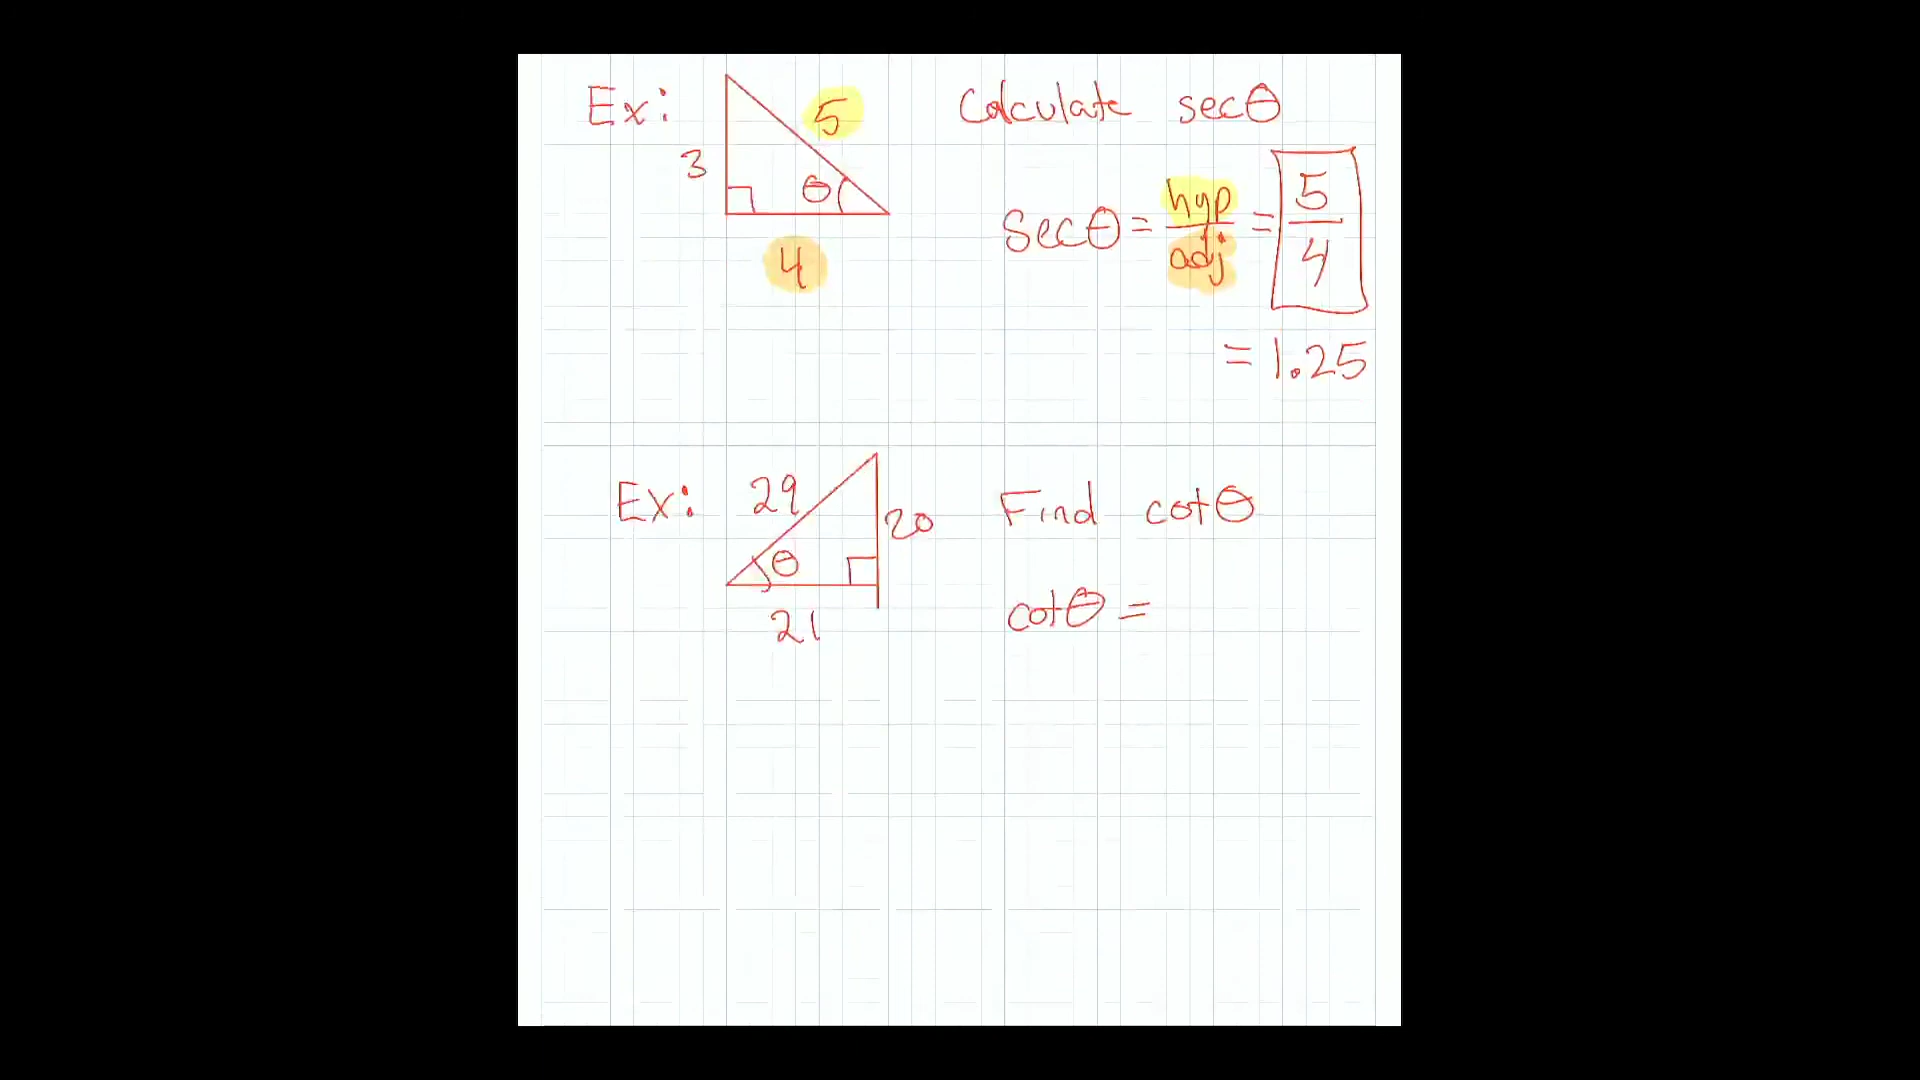 Ex: 5 Calculate secθ
3 θ
secθ = hyp/adj = 5/4
4
= 1.25
Ex: 29 20 Find cotθ
θ
21 cotθ =